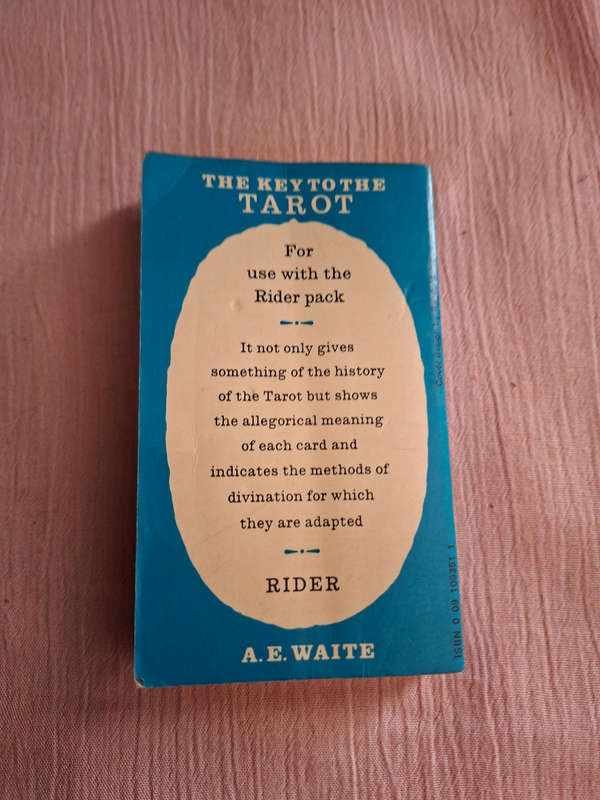 THE KEY TO THE
TAROT
For
use with the
Rider pack
It not only gives
something of the history
of the Tarot but shows
the allegorical meaning
of each card and
indicates the methods of
divination for which
they are adapted
RIDER
A. E. WAITE
ISBN 0 09 109351 1